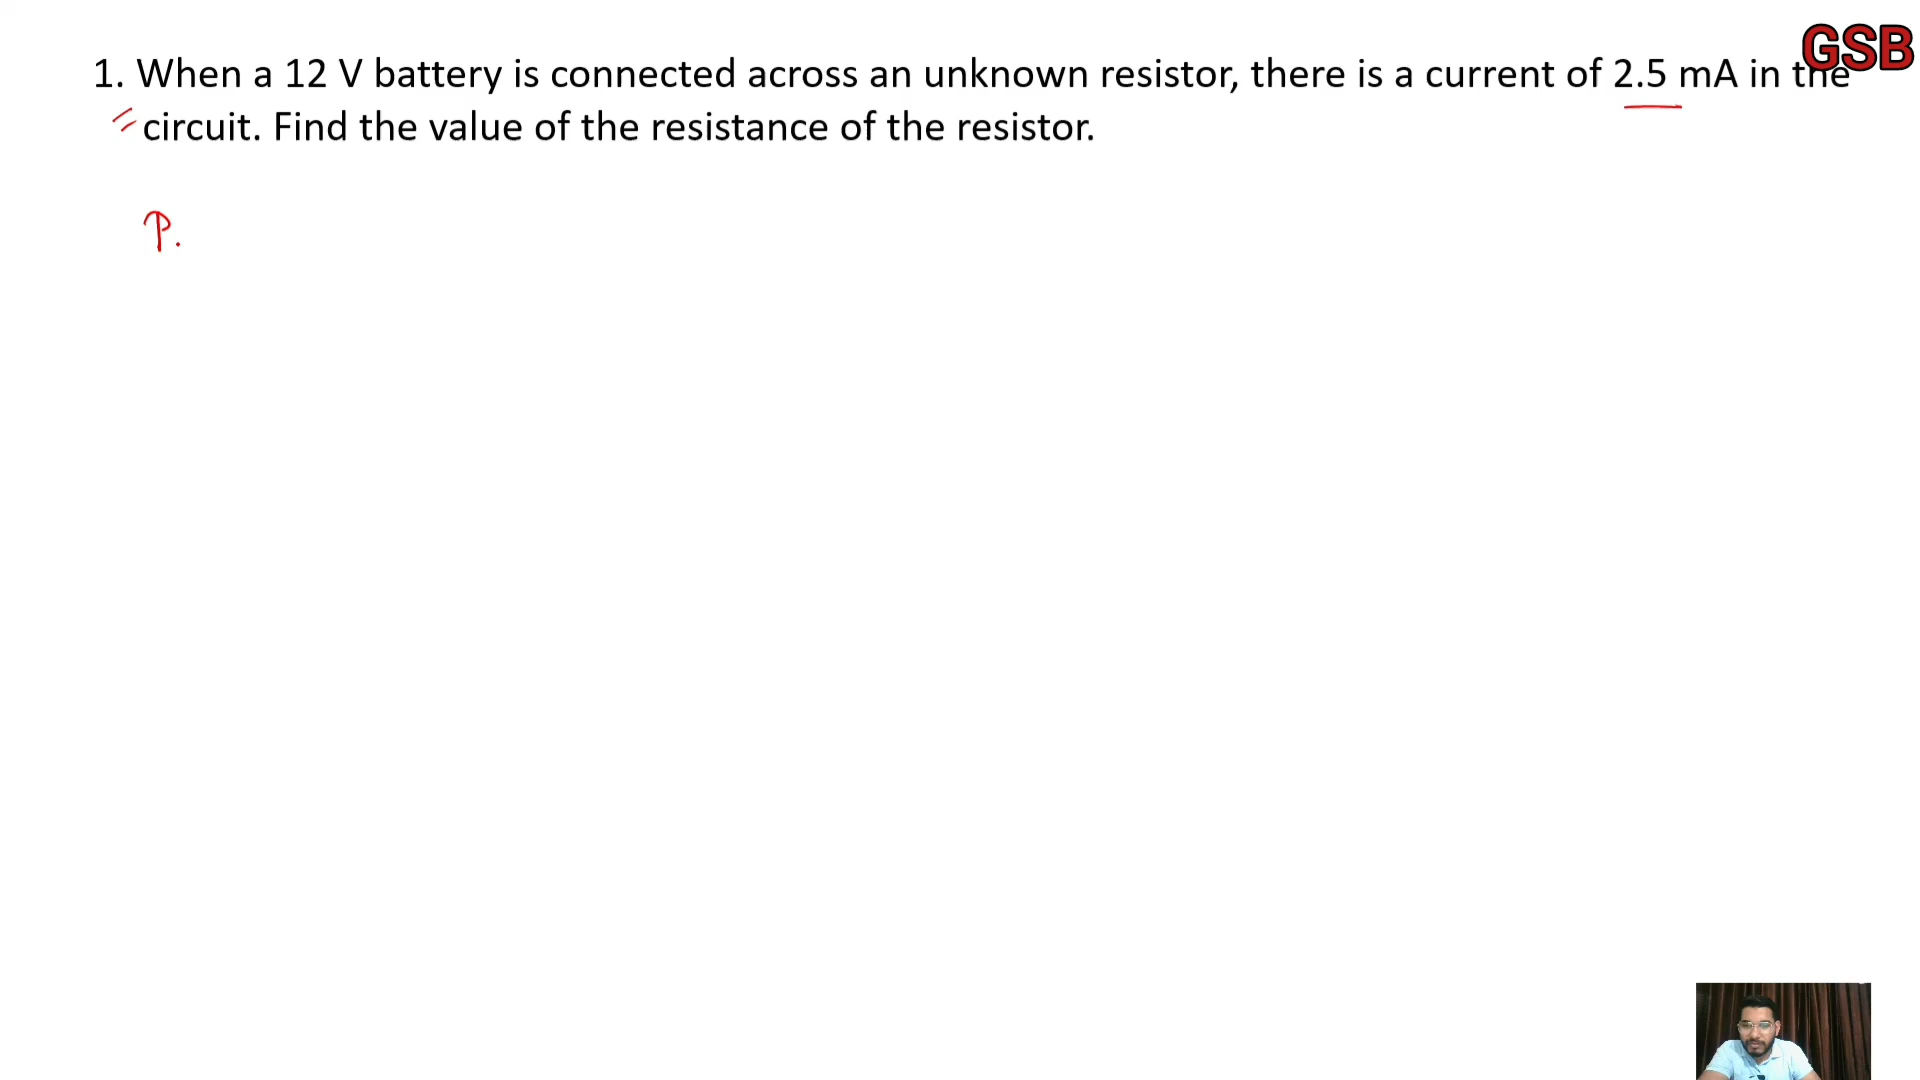 GSB
1. When a 12 V battery is connected across an unknown resistor, there is a current of 2.5 mA in the
circuit. Find the value of the resistance of the resistor.
P.